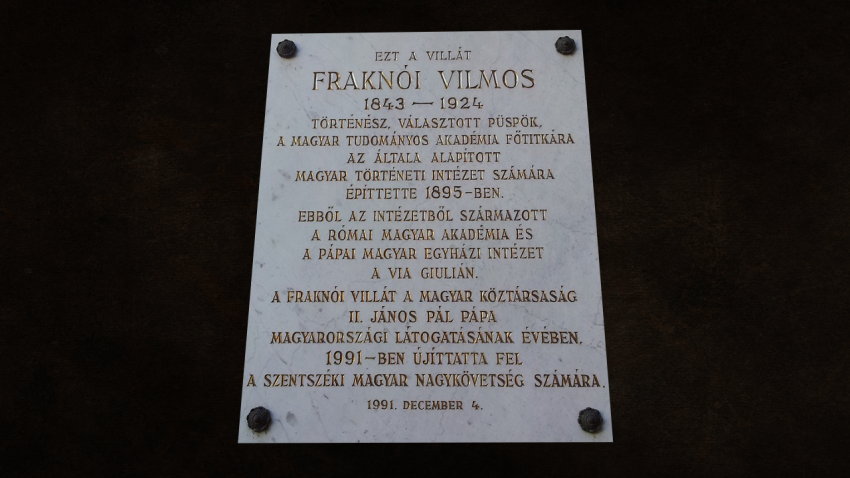 EZT A VILLÁT
FRAKNÓI VILMOS
1843 — 1924
TÖRTÉNÉSZ, VÁLASZTOTT PÜSPÖK,
A MAGYAR TUDOMÁNYOS AKADÉMIA FŐTITKÁRA
AZ ÁLTALA ALAPÍTOTT
MAGYAR TÖRTÉNETI INTÉZET SZÁMÁRA
ÉPÍTTETTE 1895-BEN.
EBBŐL AZ INTÉZETBŐL SZÁRMAZOTT
A RÓMAI MAGYAR AKADÉMIA ÉS
A PÁPAI MAGYAR EGYHÁZI INTÉZET
A VIA GIULIÁN.
A FRAKNÓI VILLÁT A MAGYAR KÖZTÁRSASÁG
II. JÁNOS PÁL PÁPA
MAGYARORSZÁGI LÁTOGATÁSÁNAK ÉVÉBEN,
1991-BEN ÚJÍTTATTA FEL
A SZENTSZÉKI MAGYAR NAGYKÖVETSÉG SZÁMÁRA.
1991. DECEMBER 4.